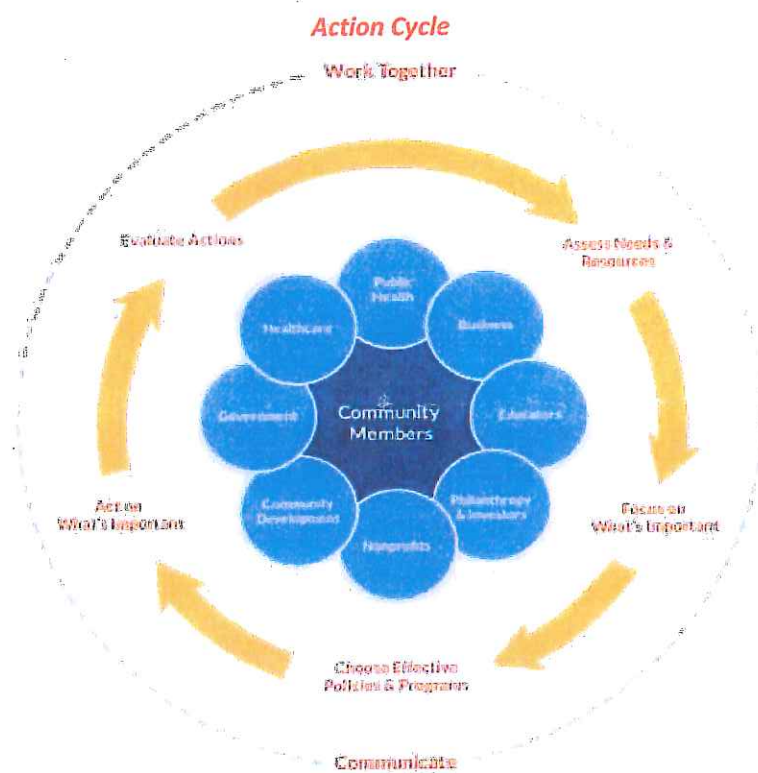 Action Cycle
Work Together
Evaluate Actions
Assess Needs &
Resources
Public
Health
Healthcare
Business
Government
Community
Members
Educators
Act on
What's Important
Community
Development
Philanthropy
& Investors
Focus on
What's Important
Nonprofits
Choose Effective
Policies & Programs
Communicate